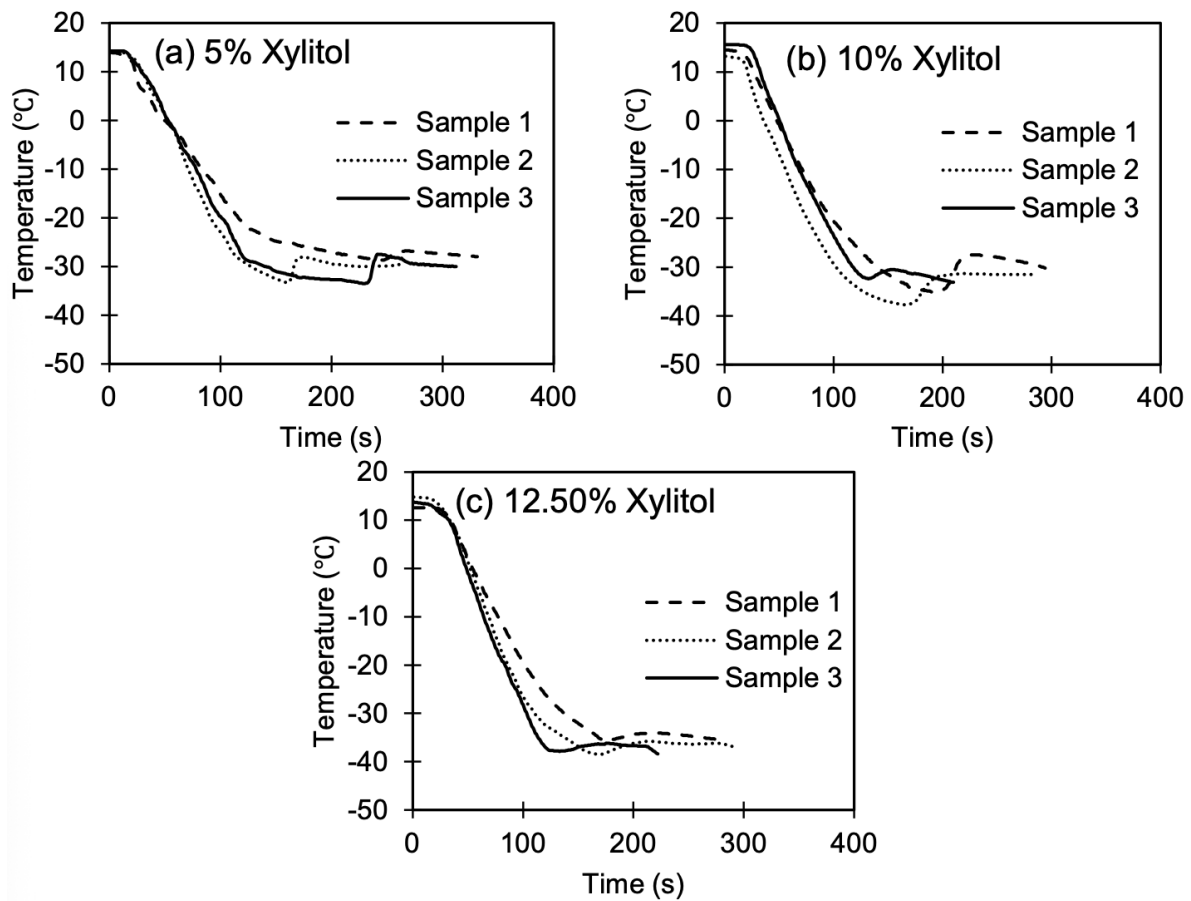 (a) 5% Xylitol
Temperature (°C)
20
10
0
-10
-20
-30
-40
-50
Sample 1
Sample 2
Sample 3
0 100 200 300 400
Time (s)
(b) 10% Xylitol
Temperature (°C)
20
10
0
-10
-20
-30
-40
-50
Sample 1
Sample 2
Sample 3
0 100 200 300 400
Time (s)
(c) 12.50% Xylitol
Temperature (°C)
20
10
0
-10
-20
-30
-40
-50
Sample 1
Sample 2
Sample 3
0 100 200 300 400
Time (s)